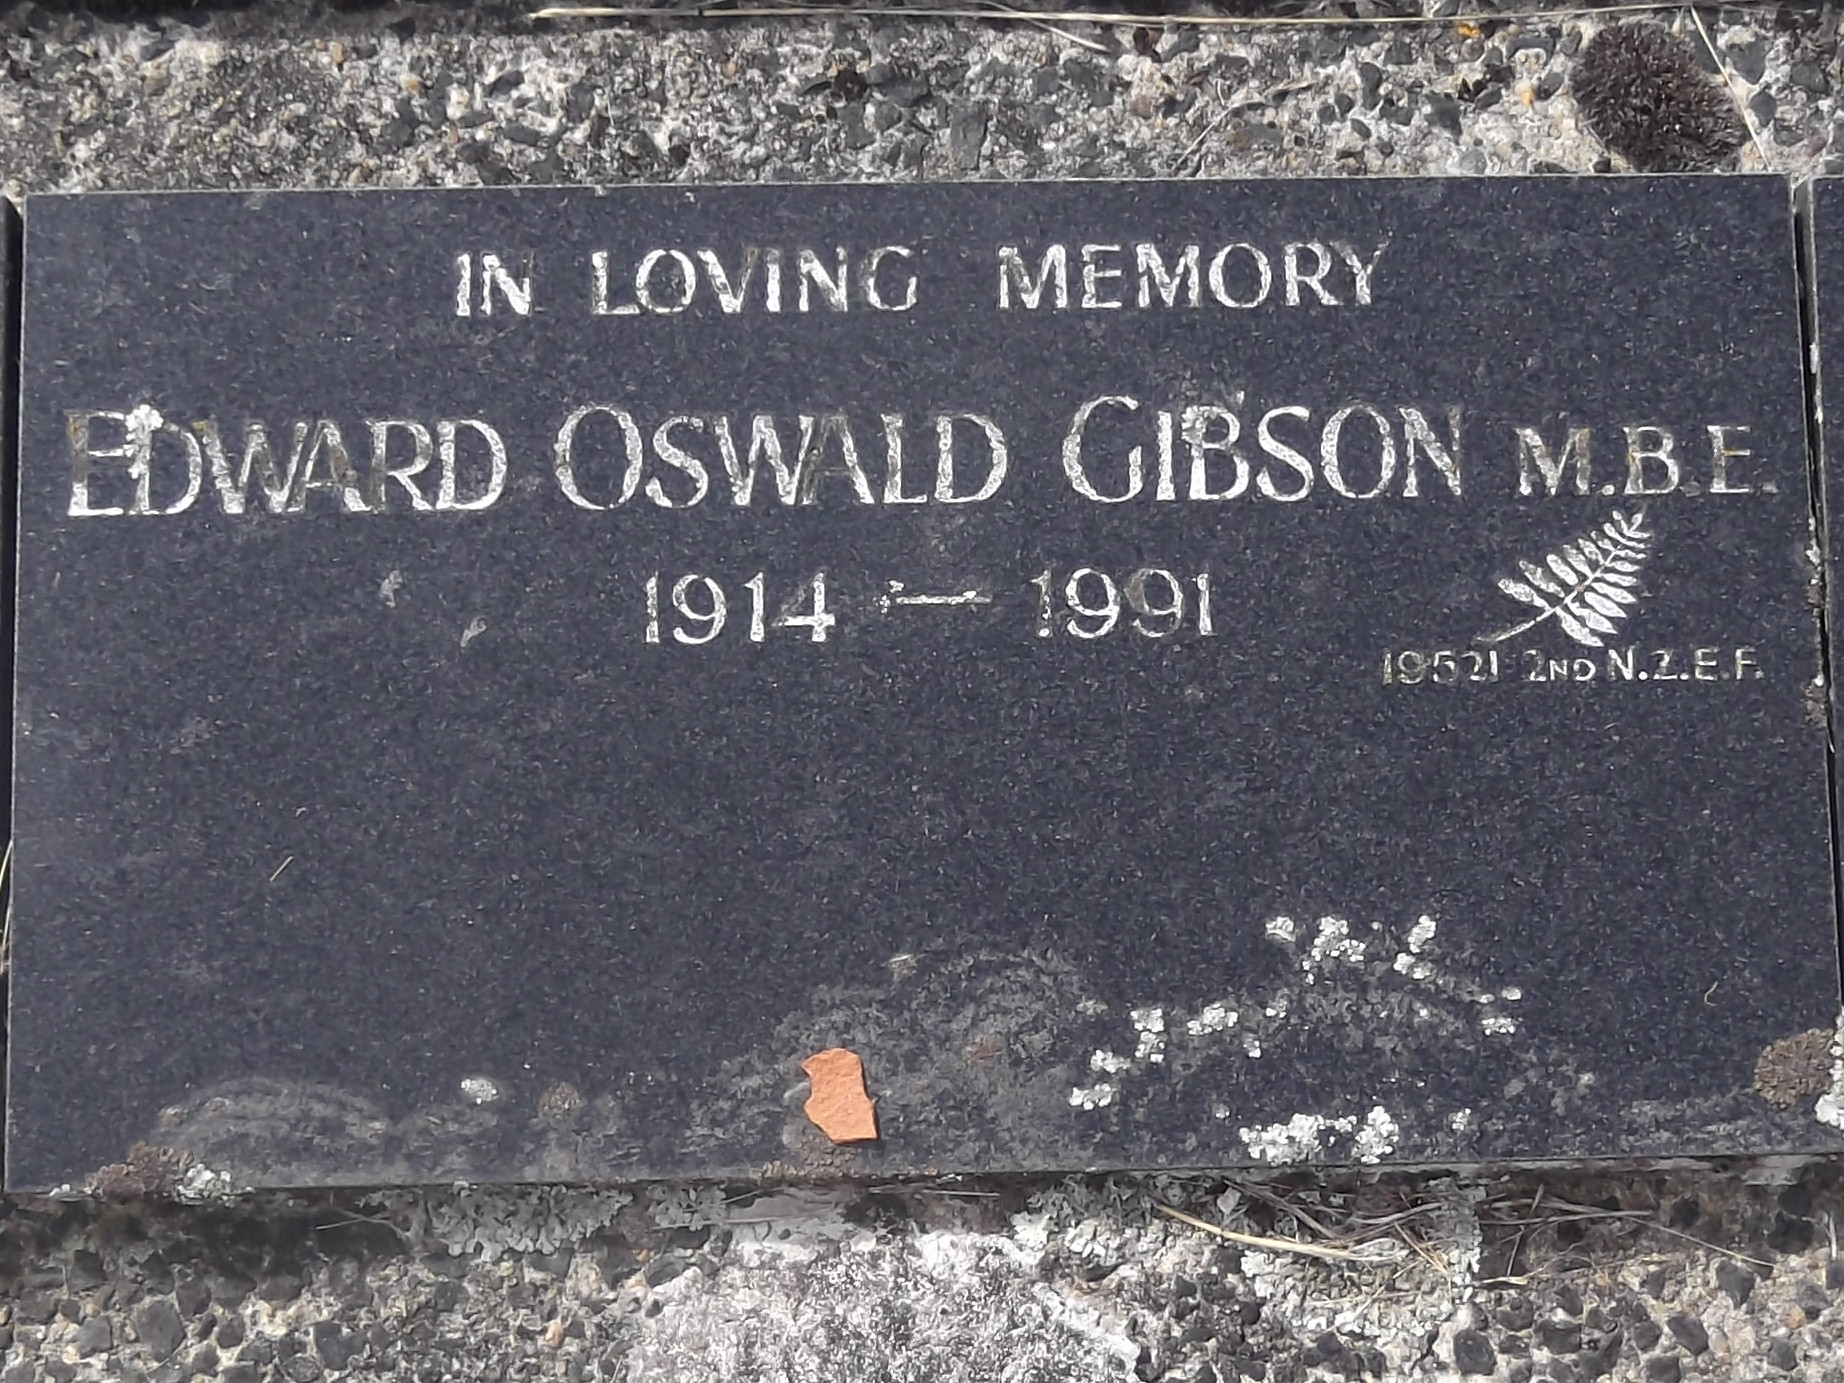 IN LOVING MEMORY
EDWARD OSWALD GIBSON M.B.E.
1914 — 1991
19521 2ND N.Z.E.F.